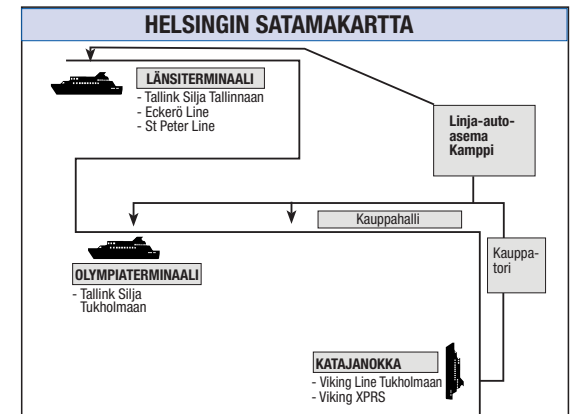 HELSINGIN SATAMAKARTTA
LÄNSITERMINAALI
- Tallink Silja Tallinnaan
- Eckerö Line
- St Peter Line
Linja-auto-
asema
Kamppi
Kauppahalli
Kauppa-
tori
OLYMPIATERMINAALI
- Tallink Silja
Tukholmaan
KATAJANOKKA
- Viking Line Tukholmaan
- Viking XPRS